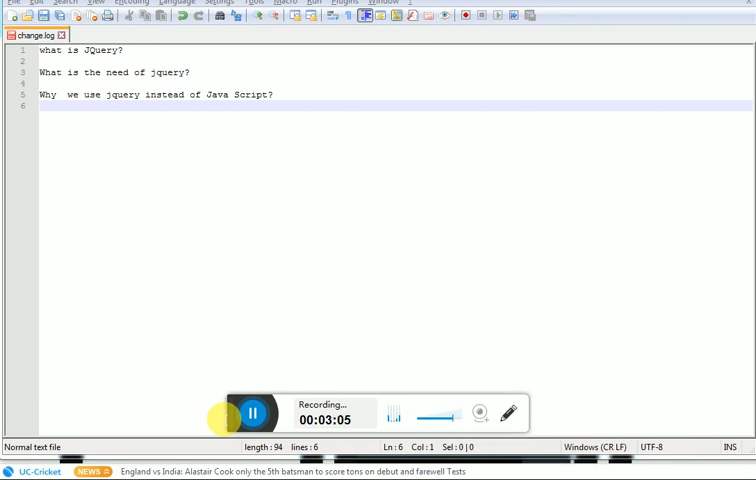 File Edit Search View Encoding Language Settings Tools Macro Run Plugins Window ?
change.log
1 what is JQuery?
2
3 What is the need of jquery?
4
5 Why  we use jquery instead of Java Script?
6
Recording...
00:03:05
Normal text file length : 94 lines : 6 Ln : 6 Col : 1 Sel : 0 | 0 Windows (CR LF) UTF-8 INS
UC-Cricket NEWS England vs India: Alastair Cook only the 5th batsman to score tons on debut and farewell Tests